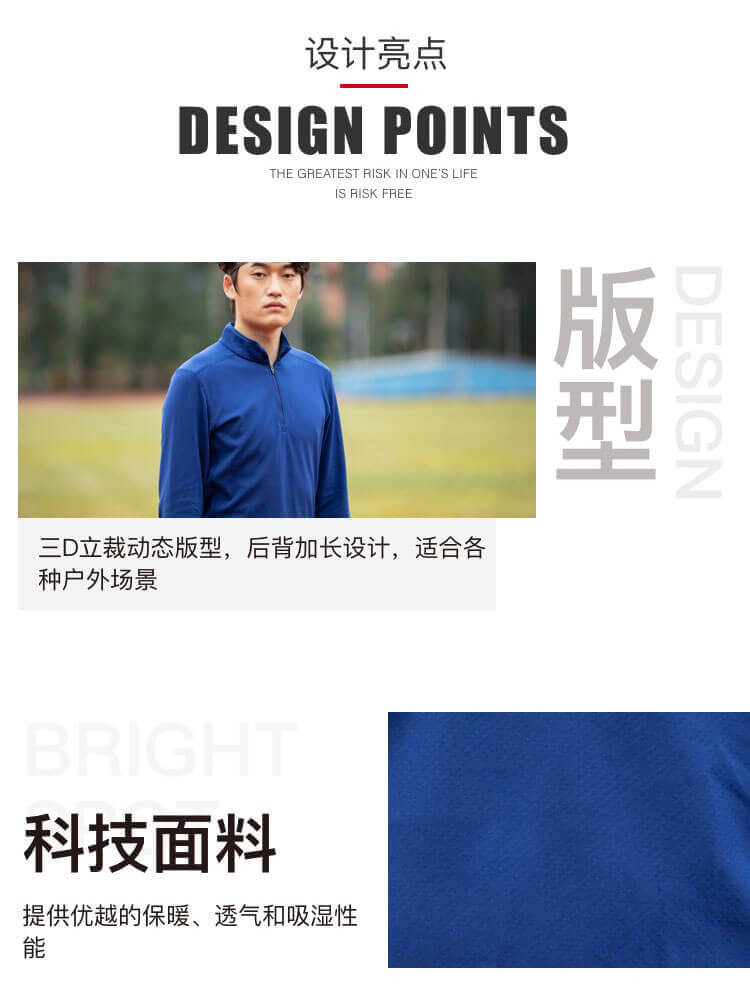 设计亮点
DESIGN POINTS
THE GREATEST RISK IN ONE'S LIFE
IS RISK FREE
版型
DESIGN
三D立裁动态版型，后背加长设计，适合各
种户外场景
BRIGHT
SPOT
科技面料
提供优越的保暖、透气和吸湿性
能